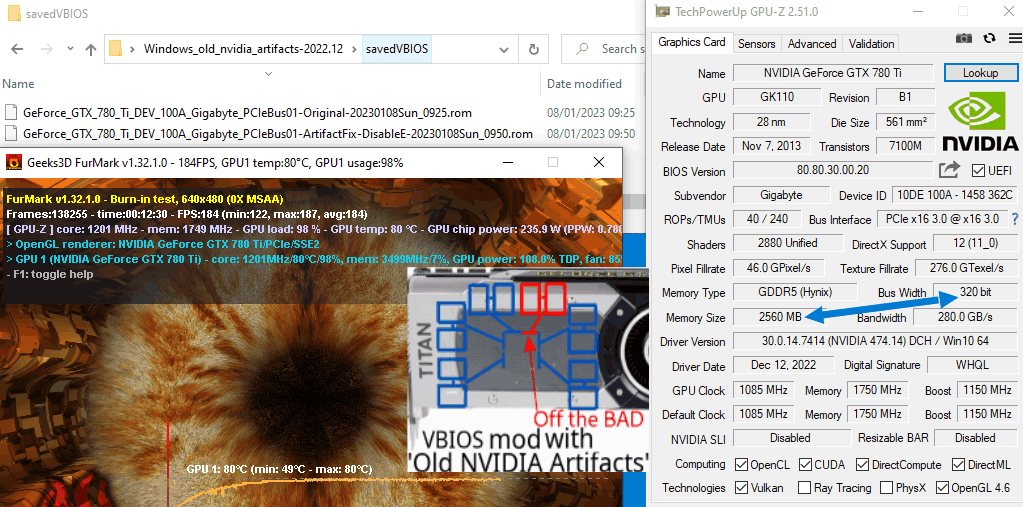 savedVBIOS
Windows_old_nvidia_artifacts-2022.12
savedVBIOS
Search s
Name
Date modified
GeForce_GTX_780_Ti_DEV_100A_Gigabyte_PCIeBus01-Original-20230108Sun_0925.rom
08/01/2023 09:25
GeForce_GTX_780_Ti_DEV_100A_Gigabyte_PCIeBus01-ArtifactFix-DisableE-20230108Sun_0950.rom
08/01/2023 09:50
Geeks3D FurMark v1.32.1.0 - 184FPS, GPU1 temp:80°C, GPU1 usage:98%
FurMark v1.32.1.0 - Burn-in test, 640x480 (0X MSAA)
Frames:138255 - time:00:12:30 - FPS:184 (min:122, max:187, avg:184)
[ GPU-Z ] core: 1201 MHz - mem: 1749 MHz - GPU load: 98 % - GPU temp: 80 °C - GPU chip power: 235.9 W (PPW: 0.780
> OpenGL renderer: NVIDIA GeForce GTX 780 Ti/PCIe/SSE2
> GPU 1 (NVIDIA GeForce GTX 780 Ti) - core: 1201MHz/80°C/98%, mem: 3499MHz/7%, GPU power: 108.0% TDP, fan: 85%
- F1: toggle help
TITAN
Off the BAD
VBIOS mod with
'Old NVIDIA Artifacts'
GPU 1: 80°C (min: 49°C - max: 80°C)
TechPowerUp GPU-Z 2.51.0
Graphics Card Sensors Advanced Validation
Name NVIDIA GeForce GTX 780 Ti Lookup
GPU GK110 Revision B1
Technology 28 nm Die Size 561 mm²
Release Date Nov 7, 2013 Transistors 7100M
NVIDIA
BIOS Version 80.80.30.00.20 UEFI
Subvendor Gigabyte Device ID 10DE 100A - 1458 362C
ROPs/TMUs 40 / 240 Bus Interface PCIe x16 3.0 @ x16 3.0 ?
Shaders 2880 Unified DirectX Support 12 (11_0)
Pixel Fillrate 46.0 GPixel/s Texture Fillrate 276.0 GTexel/s
Memory Type GDDR5 (Hynix) Bus Width 320 bit
Memory Size 2560 MB Bandwidth 280.0 GB/s
Driver Version 30.0.14.7414 (NVIDIA 474.14) DCH / Win10 64
Driver Date Dec 12, 2022 Digital Signature WHQL
GPU Clock 1085 MHz Memory 1750 MHz Boost 1150 MHz
Default Clock 1085 MHz Memory 1750 MHz Boost 1150 MHz
NVIDIA SLI Disabled Resizable BAR Disabled
Computing OpenCL CUDA DirectCompute DirectML
Technologies Vulkan Ray Tracing PhysX OpenGL 4.6